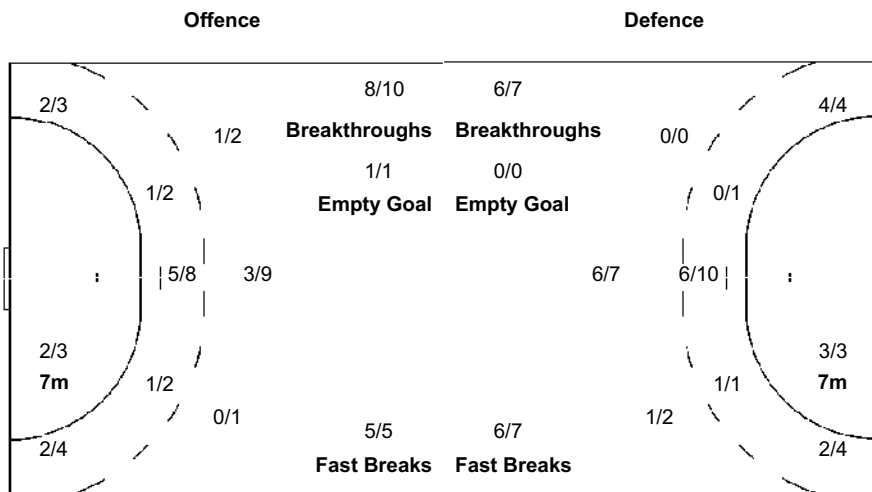 Offence Defence
8/10 6/7
2/3 4/4
Breakthroughs Breakthroughs
1/2 0/0
1/1 0/0
1/2 0/1
Empty Goal Empty Goal
5/8 3/9 6/7 6/10
2/3 3/3
7m 1/2 1/1 7m
0/1 1/2
5/5 6/7
2/4 2/4
Fast Breaks Fast Breaks